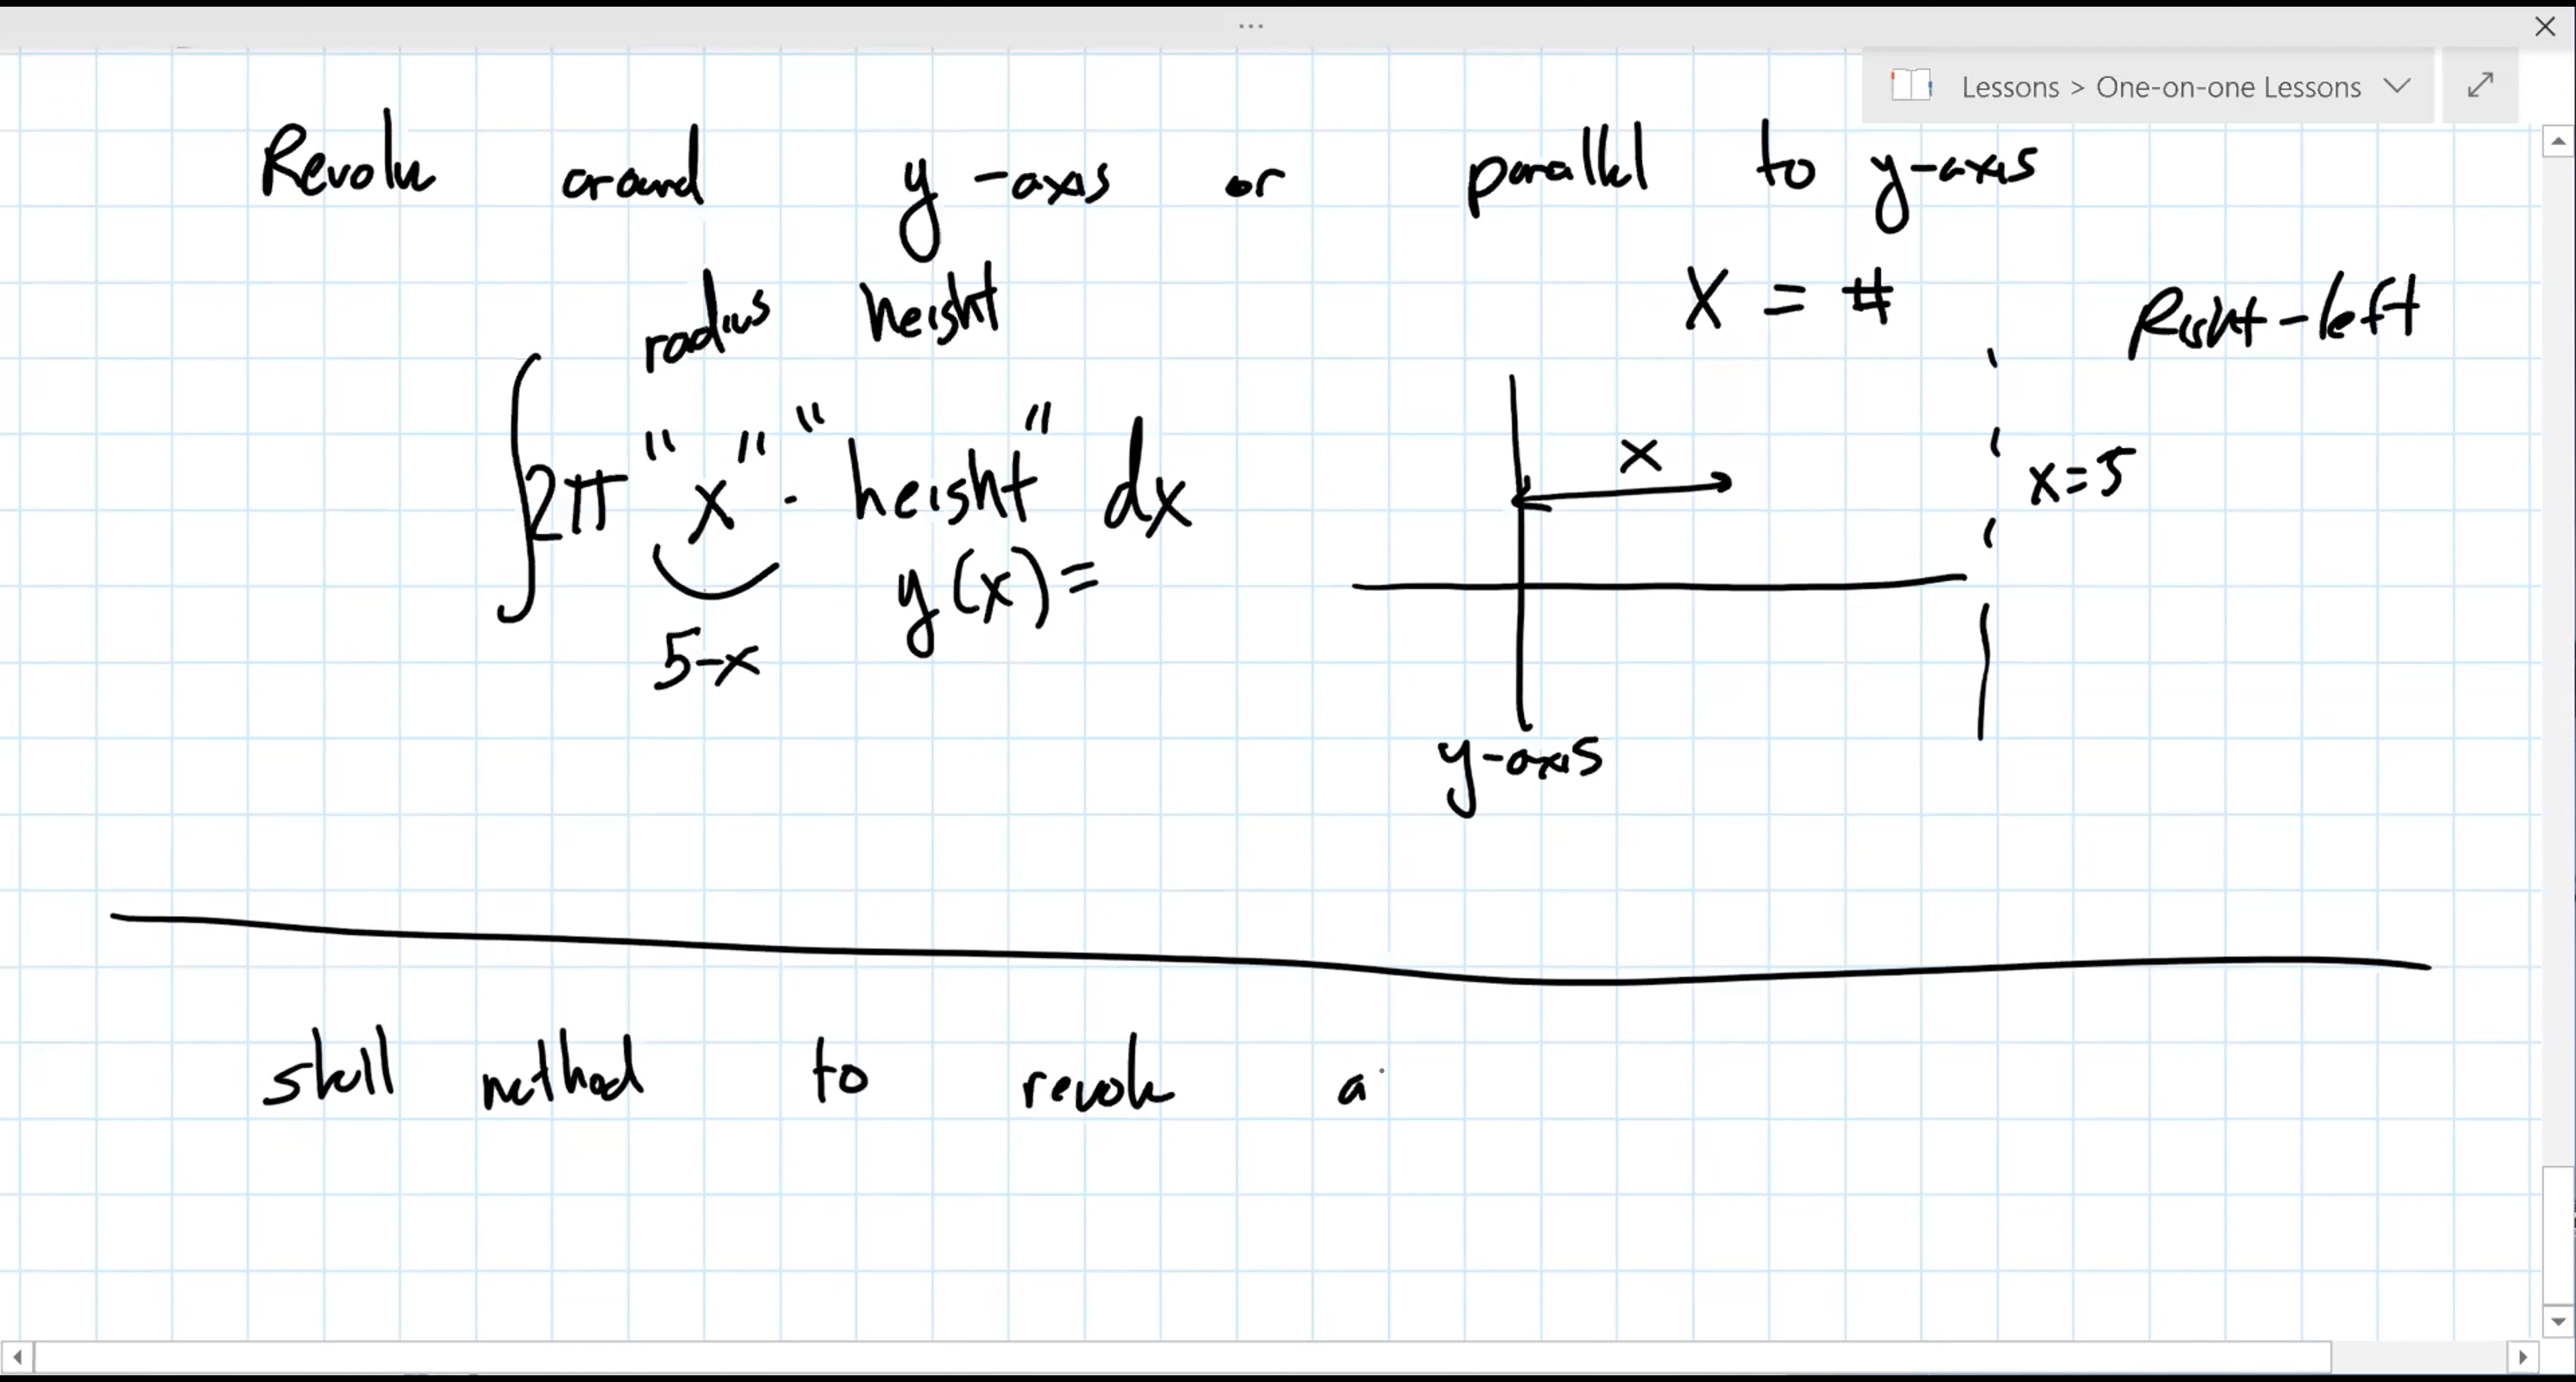 Lessons > One-on-one Lessons
Revolve around y-axis or parallel to y-axis
radius height
X = #
Right-left
∫2π "x" · "height" dx
x
x=5
5-x
y(x)=
y-axis
shell method to revolve a